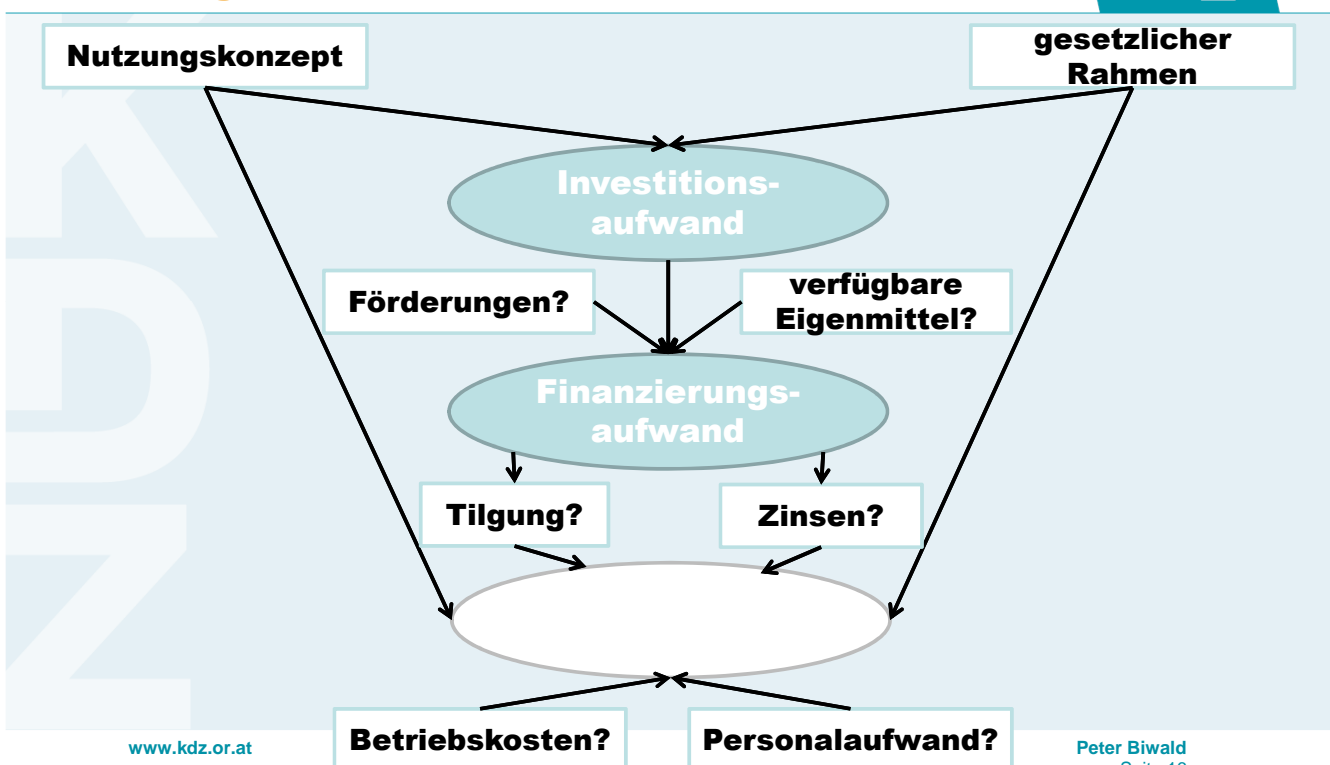 Nutzungskonzept
gesetzlicher
Rahmen
Investitions-
aufwand
Förderungen?
verfügbare
Eigenmittel?
Finanzierungs-
aufwand
Tilgung?
Zinsen?
Betriebskosten?
Personalaufwand?
www.kdz.or.at
Peter Biwald